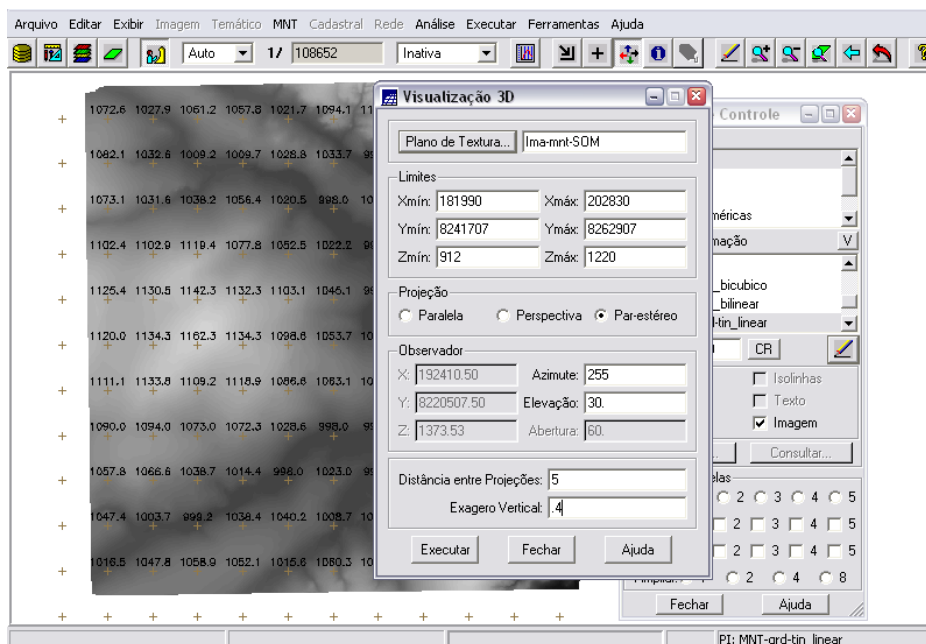 Arquivo Editar Exibir Imagem Temático MNT Cadastral Rede Análise Executar Ferramentas Ajuda
Auto 1/ 108652 Inativa
1072.6 1027.9 1061.2 1057.8 1021.7 1094.1
1082.1 1032.6 1009.2 1009.7 1028.8 1033.7
1073.1 1031.6 1038.2 1056.4 1020.5 998.0
1102.4 1102.9 1119.4 1077.8 1052.5 1022.2
1125.4 1130.5 1142.3 1132.3 1103.1 1045.1
1120.0 1134.3 1162.3 1134.3 1098.6 1053.7
1111.1 1133.8 1109.2 1118.9 1086.8 1063.1
1090.0 1094.0 1073.0 1072.3 1028.6 998.0
1057.8 1066.6 1038.7 1014.4 998.0 1023.0
1047.4 1003.7 999.2 1038.4 1040.2 1008.7
1016.5 1047.8 1058.9 1052.1 1015.6 1080.3
Visualização 3D
Plano de Textura... Ima-mnt-SOM
Limites
Xmín: 181990 Xmáx: 202830
Ymín: 8241707 Ymáx: 8262907
Zmín: 912 Zmáx: 1220
Projeção
Paralela Perspectiva Par-estéreo
Observador
X: 192410.50 Azimute: 255
Y: 8220507.50 Elevação: 30.
Z: 1373.53 Abertura: 60.
Distância entre Projeções: 5
Exagero Vertical: .4
Executar Fechar Ajuda
Controle
méricas
mação V
_bicubico
_bilinear
-tin_linear
CR
Isolinhas
Texto
Imagem
Consultar...
elas
2 3 4 5
2 3 4 5
2 3 4 5
2 4 8
Fechar Ajuda
PI: MNT-grd-tin_linear